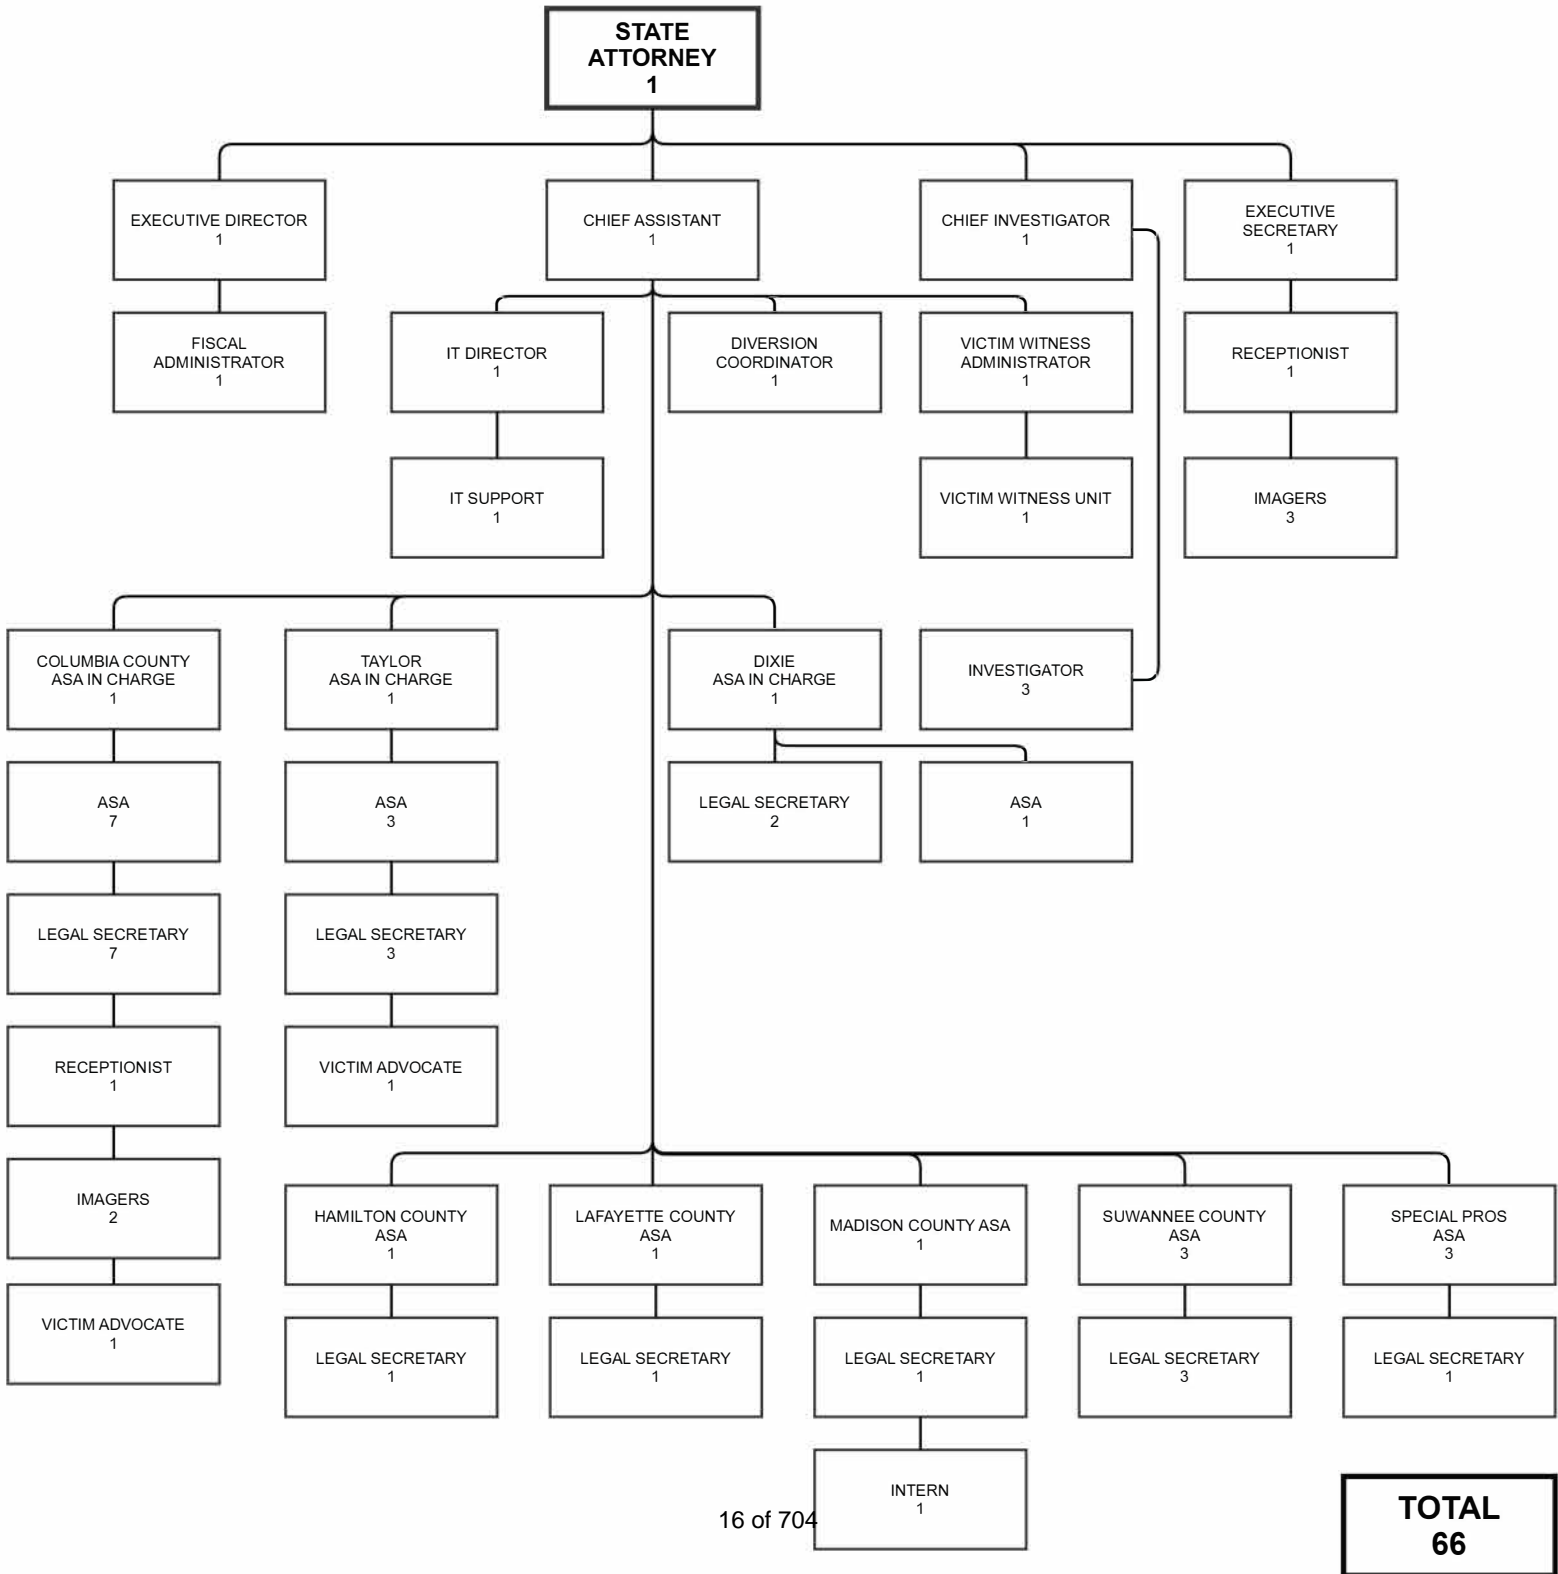 STATE
ATTORNEY
1
EXECUTIVE DIRECTOR
1
CHIEF ASSISTANT
1
CHIEF INVESTIGATOR
1
EXECUTIVE
SECRETARY
1
FISCAL
ADMINISTRATOR
1
IT DIRECTOR
1
DIVERSION
COORDINATOR
1
VICTIM WITNESS
ADMINISTRATOR
1
RECEPTIONIST
1
IT SUPPORT
1
VICTIM WITNESS UNIT
1
IMAGERS
3
COLUMBIA COUNTY
ASA IN CHARGE
1
TAYLOR
ASA IN CHARGE
1
DIXIE
ASA IN CHARGE
1
INVESTIGATOR
3
ASA
7
ASA
3
LEGAL SECRETARY
2
ASA
1
LEGAL SECRETARY
7
LEGAL SECRETARY
3
RECEPTIONIST
1
VICTIM ADVOCATE
1
IMAGERS
2
HAMILTON COUNTY
ASA
1
LAFAYETTE COUNTY
ASA
1
MADISON COUNTY ASA
1
SUWANNEE COUNTY
ASA
3
SPECIAL PROS
ASA
3
VICTIM ADVOCATE
1
LEGAL SECRETARY
1
LEGAL SECRETARY
1
LEGAL SECRETARY
1
LEGAL SECRETARY
3
LEGAL SECRETARY
1
INTERN
1
16 of 704
TOTAL
66